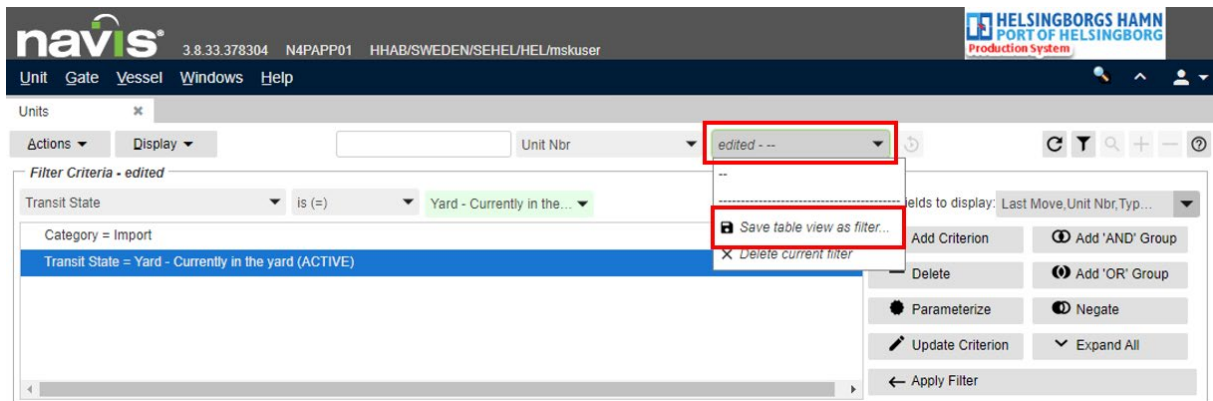 navis®
3.8.33.378304 N4PAPP01 HHAB/SWEDEN/SEHEL/HEL/mskuser
HELSINGBORGS HAMN
PORT OF HELSINGBORG
Production System
Unit Gate Vessel Windows Help
Units
Actions Display Unit Nbr edited - --
Filter Criteria - edited
--
Transit State is (=) Yard - Currently in the... ields to display: Last Move,Unit Nbr,Typ...
Save table view as filter...
Category = Import Add Criterion Add 'AND' Group
Delete current filter
Transit State = Yard - Currently in the yard (ACTIVE)
Delete Add 'OR' Group
Parameterize Negate
Update Criterion Expand All
Apply Filter